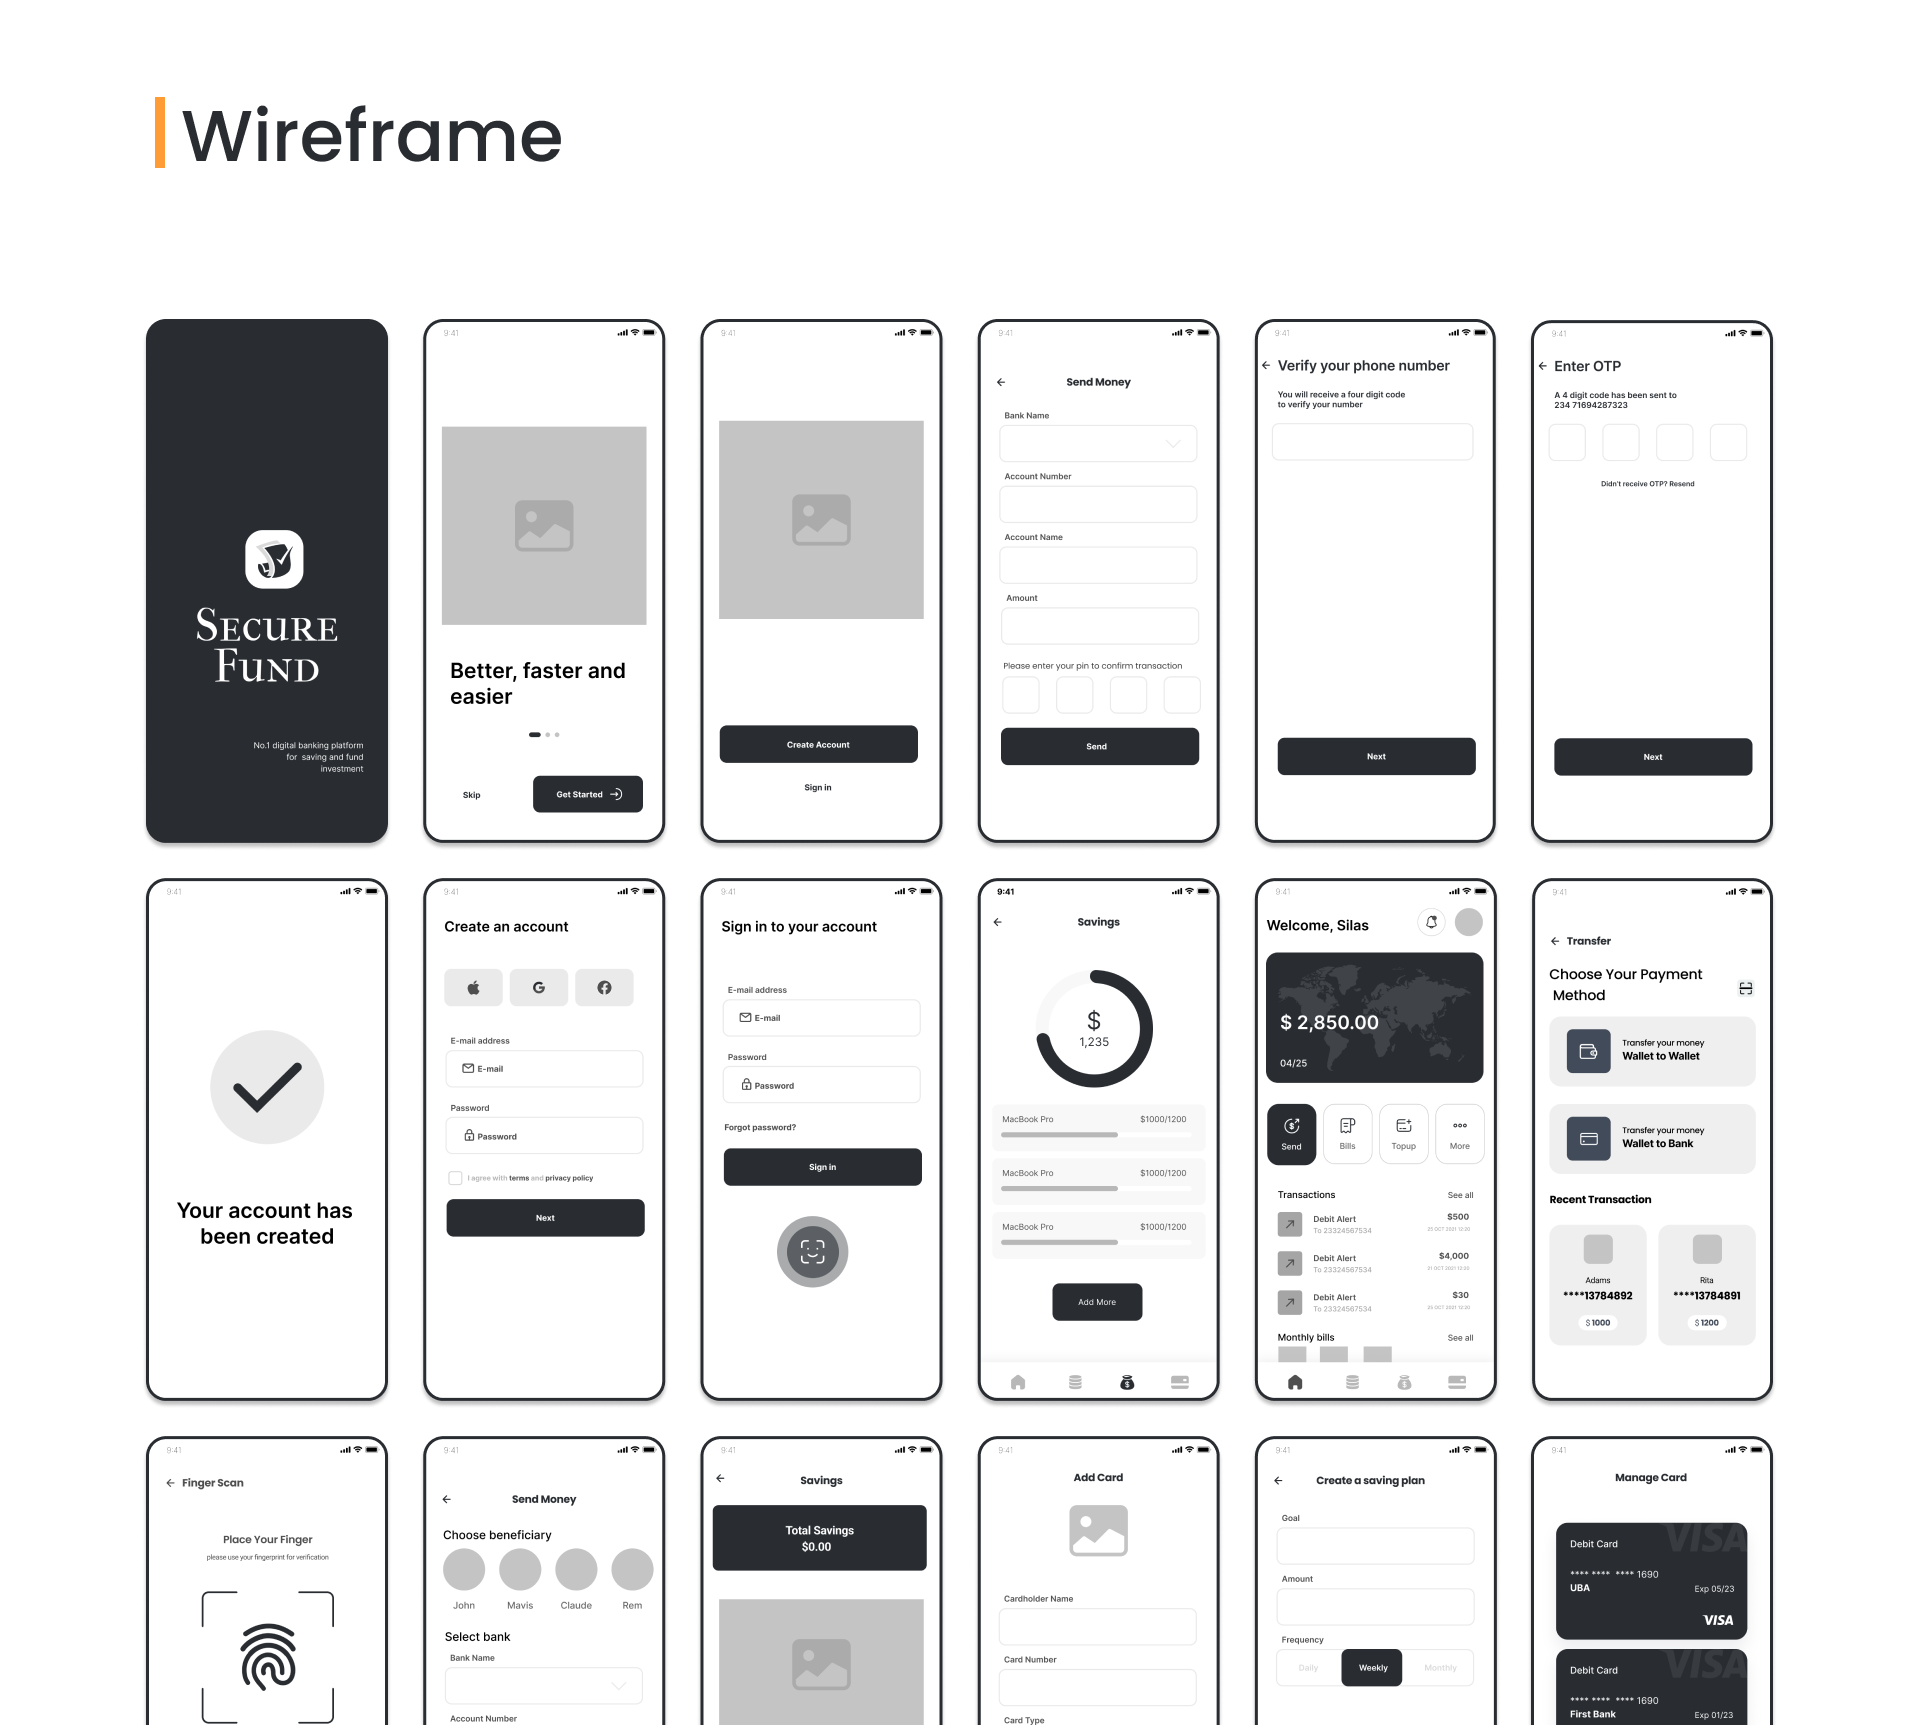 Wireframe
SECURE
FUND
No.1 digital banking platform
for saving and fund
investment
9:41
Better, faster and
easier
Skip
Get Started
9:41
Create Account
Sign in
9:41
Send Money
Bank Name
Account Number
Account Name
Amount
Please enter your pin to confirm transaction
Send
9:41
Verify your phone number
You will receive a four digit code
to verify your number
Next
9:41
Enter OTP
A 4 digit code has been sent to
234 71694287323
Didn't receive OTP? Resend
Next
9:41
Your account has
been created
9:41
Create an account
E-mail address
E-mail
Password
Password
I agree with terms and privacy policy
Next
9:41
Sign in to your account
E-mail address
E-mail
Password
Password
Forgot password?
Sign in
9:41
Savings
$
1,235
MacBook Pro $1000/1200
MacBook Pro $1000/1200
MacBook Pro $1000/1200
Add More
9:41
Welcome, Silas
$ 2,850.00
04/25
Send Bills Topup More
Transactions See all
Debit Alert $500
To 23324567534
Debit Alert $4,000
To 23324567534
Debit Alert $30
To 23324567534
Monthly bills See all
9:41
Transfer
Choose Your Payment
Method
Transfer your money
Wallet to Wallet
Transfer your money
Wallet to Bank
Recent Transaction
Adams Rita
****13784892 ****13784891
$ 1000 $ 1200
9:41
Finger Scan
Place Your Finger
please use your fingerprint for verification
9:41
Send Money
Choose beneficiary
John Mavis Claude Rem
Select bank
Bank Name
Account Number
9:41
Savings
Total Savings
$0.00
9:41
Add Card
Cardholder Name
Card Number
Card Type
9:41
Create a saving plan
Goal
Amount
Frequency
Daily Weekly Monthly
9:41
Manage Card
VISA
Debit Card
**** **** **** 1690
UBA Exp 05/23
VISA
VISA
Debit Card
**** **** **** 1690
First Bank Exp 01/23